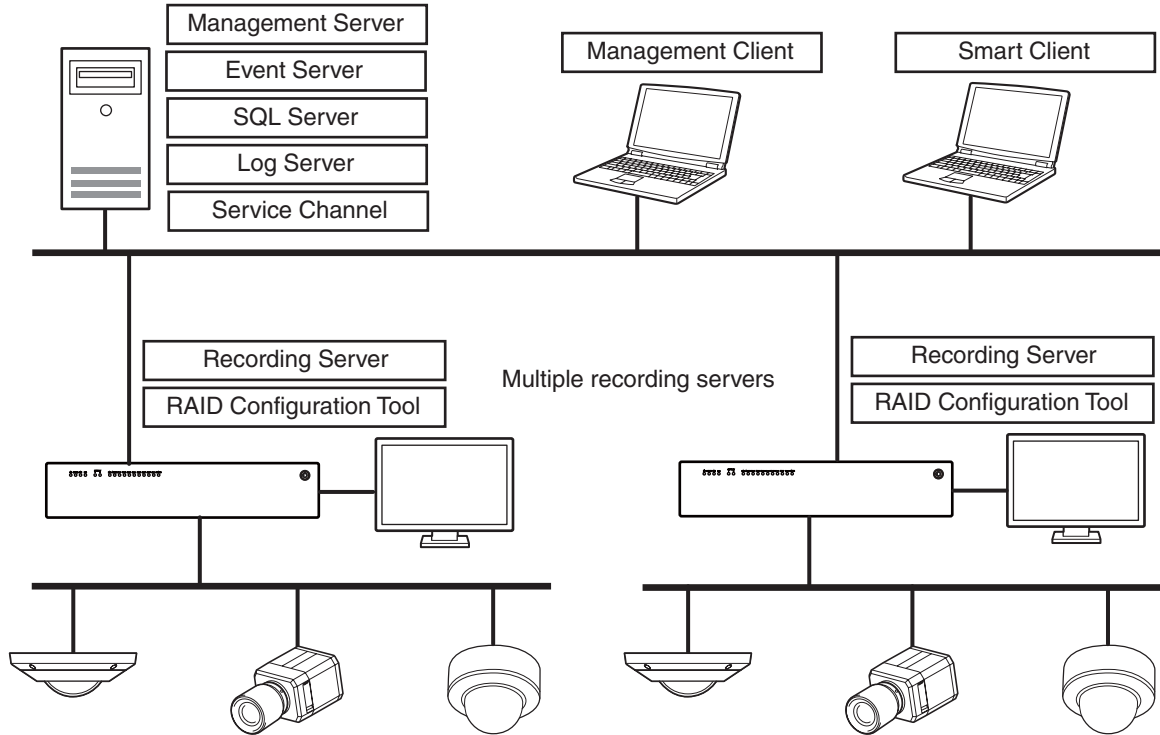 Management Server
Event Server
SQL Server
Log Server
Service Channel
Management Client
Smart Client
Recording Server
RAID Configuration Tool
Multiple recording servers
Recording Server
RAID Configuration Tool